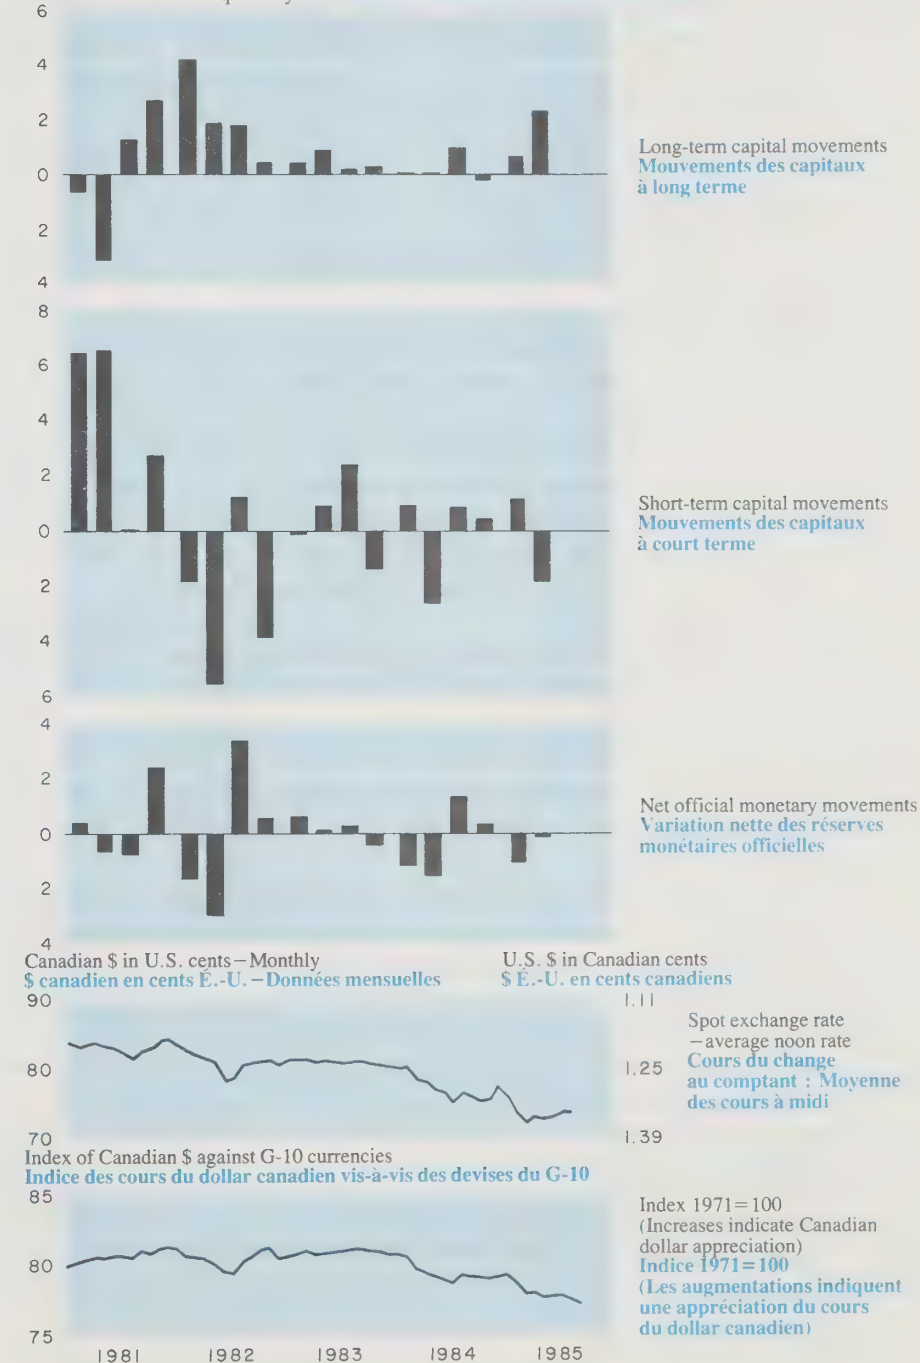 6
4
2
0
2
4
Long-term capital movements
Mouvements des capitaux
à long terme
8
6
4
2
0
2
4
6
Short-term capital movements
Mouvements des capitaux
à court terme
4
2
0
2
4
Net official monetary movements
Variation nette des réserves
monétaires officielles
Canadian $ in U.S. cents—Monthly
$ canadien en cents É.-U.—Données mensuelles
U.S. $ in Canadian cents
$ É.-U. en cents canadiens
90
80
70
1.11
1.25
1.39
Spot exchange rate
—average noon rate
Cours du change
au comptant : Moyenne
des cours à midi
Index of Canadian $ against G-10 currencies
Indice des cours du dollar canadien vis-à-vis des devises du G-10
85
80
75
Index 1971=100
(Increases indicate Canadian
dollar appreciation)
Indice 1971=100
(Les augmentations indiquent
une appréciation du cours
du dollar canadien)
1981 1982 1983 1984 1985